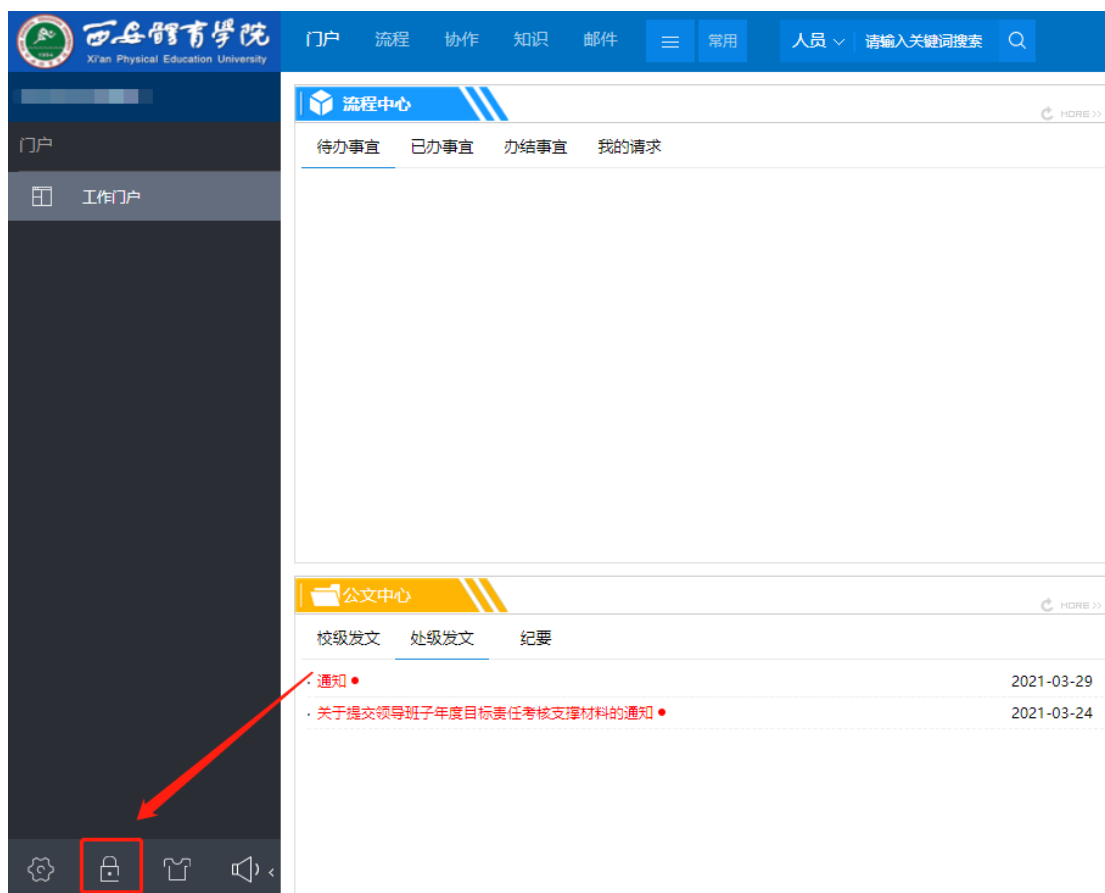 西安體育學院
Xi'an Physical Education University
门户 流程 协作 知识 邮件 常用 人员 请输入关键词搜索
流程中心
MORE>>
门户
待办事宜 已办事宜 办结事宜 我的请求
工作门户
公文中心
MORE>>
校级发文 处级发文 纪要
· 通知 2021-03-29
· 关于提交领导班子年度目标责任考核支撑材料的通知 2021-03-24